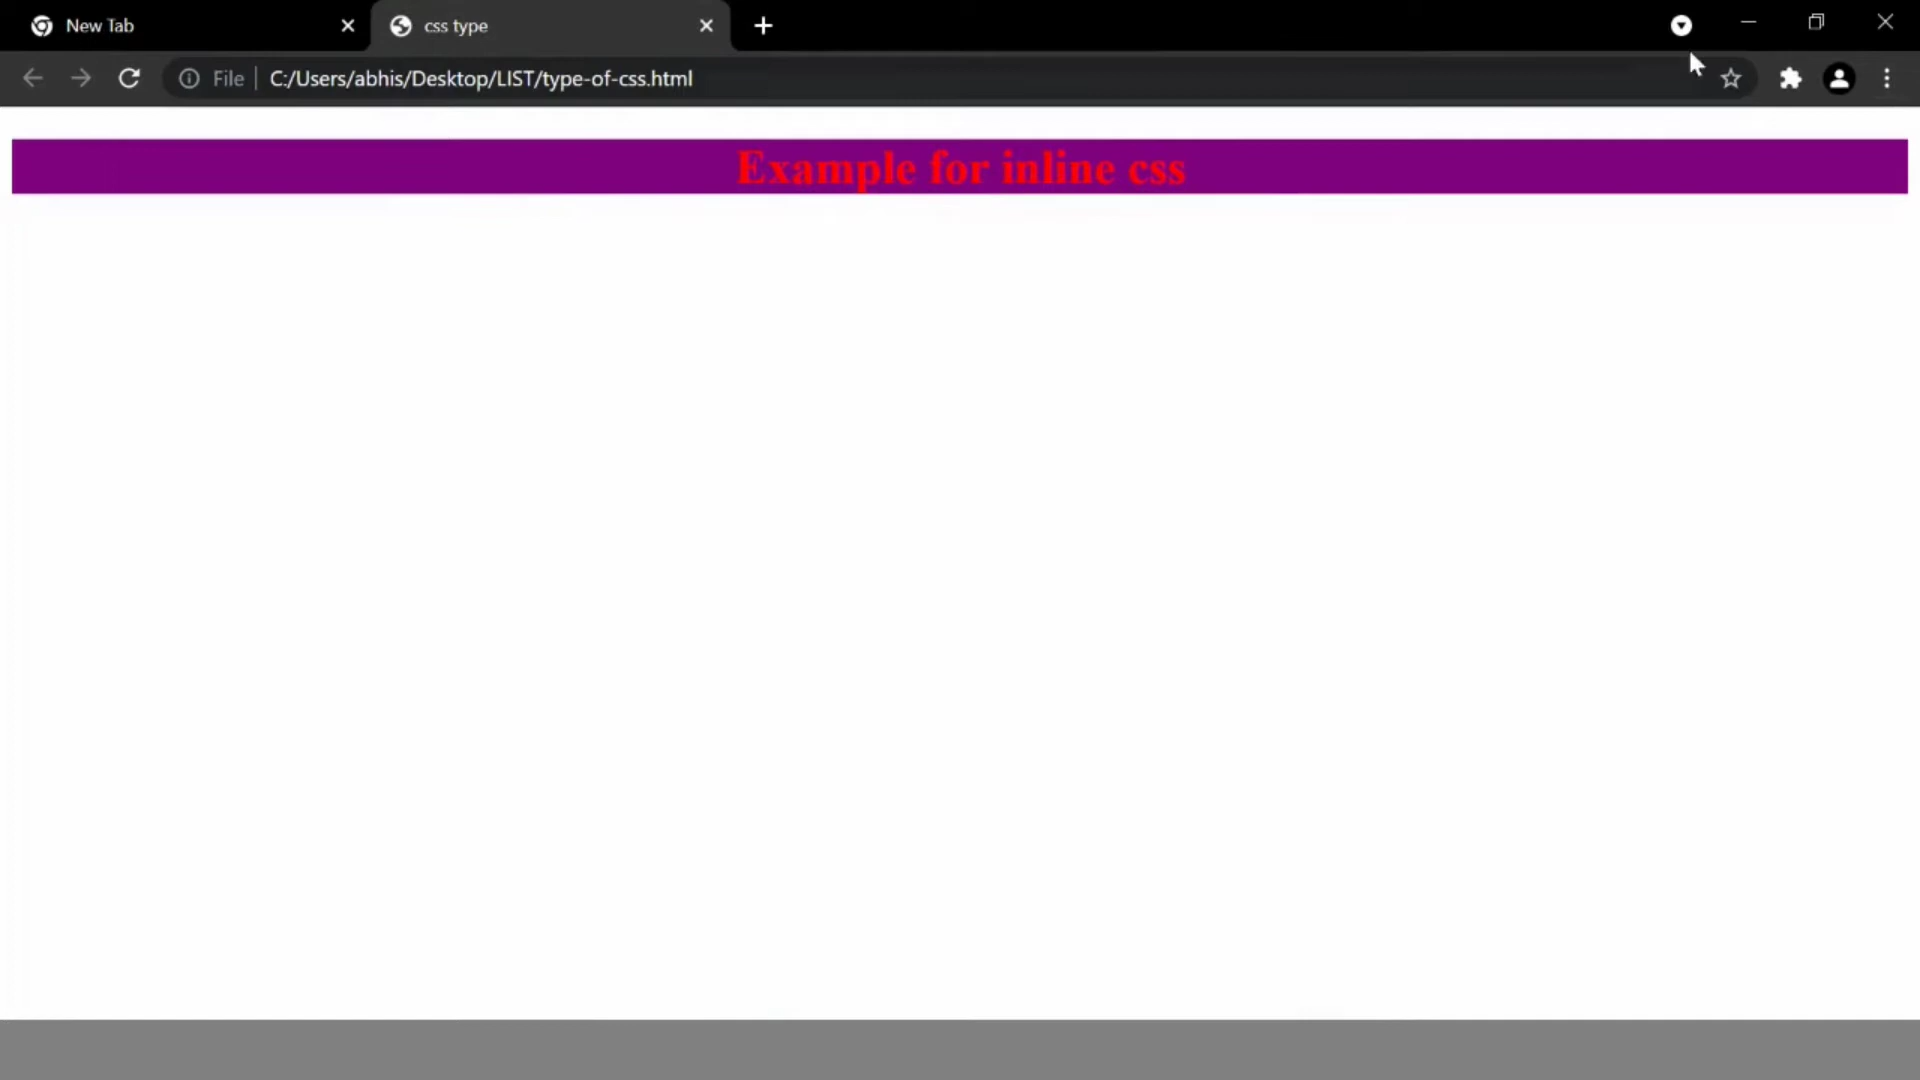 New Tab
css type
File
C:/Users/abhis/Desktop/LIST/type-of-css.html
Example for inline css